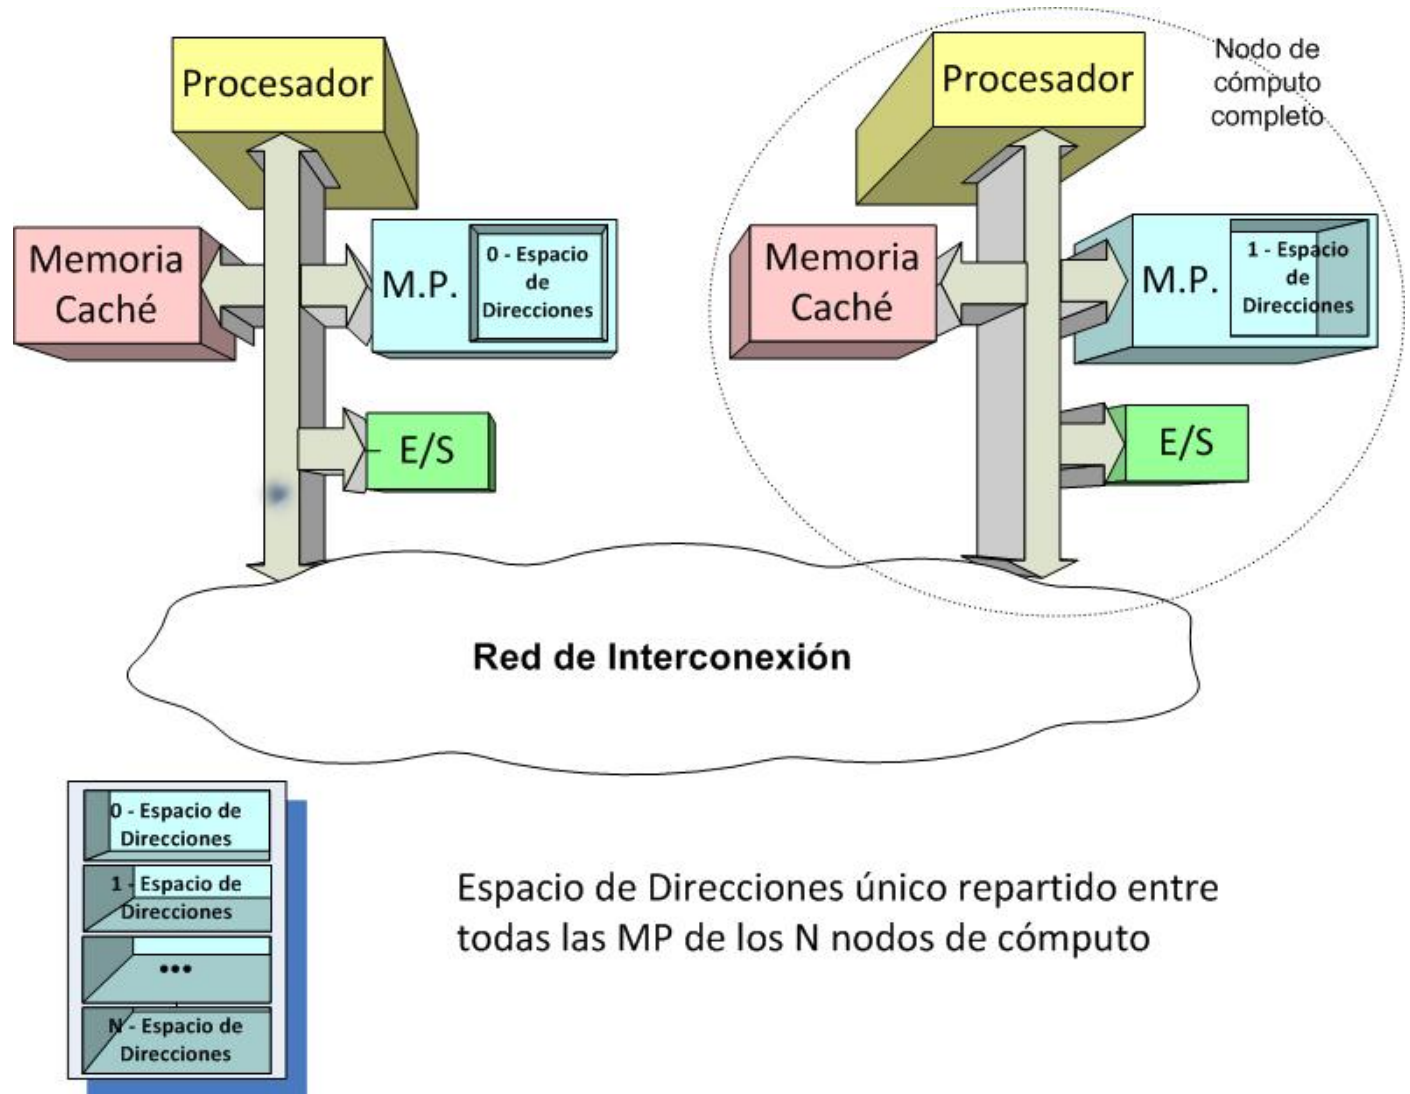 Procesador
Memoria
Caché
M.P.
0 - Espacio
de
Direcciones
E/S
Procesador
Nodo de
cómputo
completo
Memoria
Caché
M.P.
1 - Espacio
de
Direcciones
E/S
Red de Interconexión
0 - Espacio de
Direcciones
1 - Espacio de
Direcciones
•••
N - Espacio de
Direcciones
Espacio de Direcciones único repartido entre
todas las MP de los N nodos de cómputo